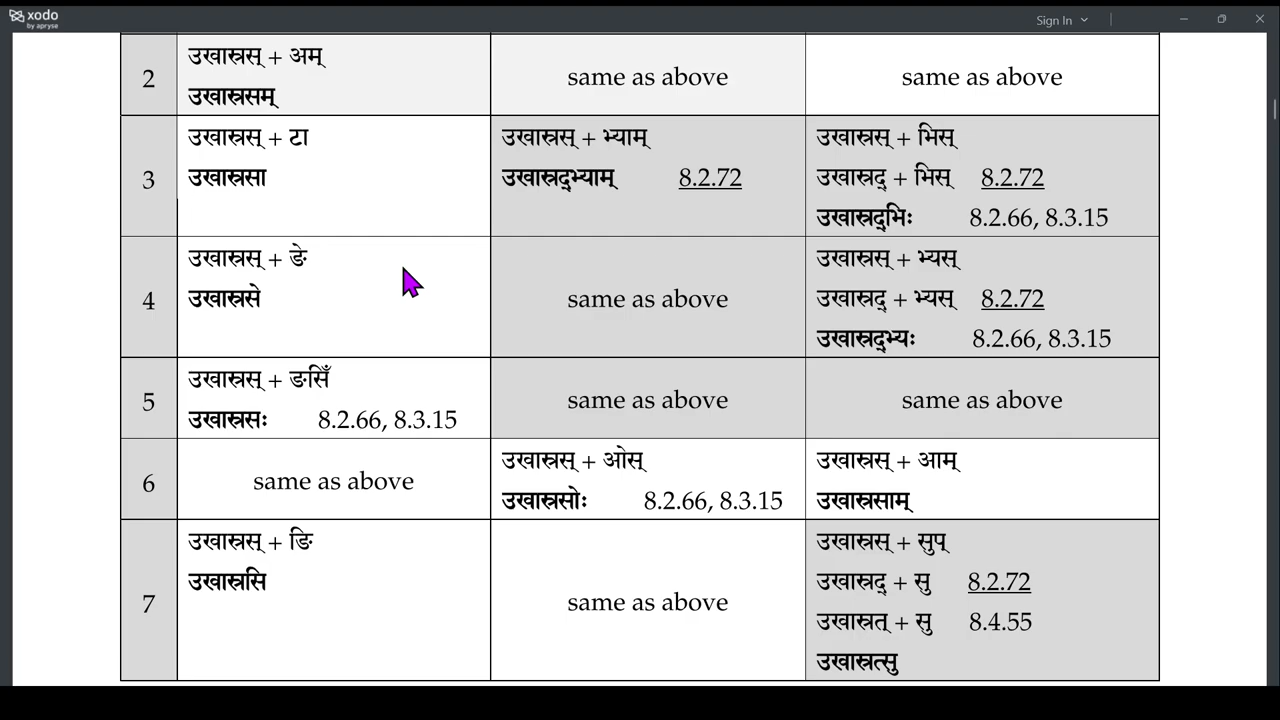 xodo
by apryse
Sign In
2
उखास्रस् + अम्
उखास्रसम्
same as above
same as above
3
उखास्रस् + टा
उखास्रसा
उखास्रस् + भ्याम्
उखास्रद्भ्याम् 8.2.72
उखास्रस् + भिस्
उखास्रद् + भिस् 8.2.72
उखास्रद्भिः 8.2.66, 8.3.15
4
उखास्रस् + ङे
उखास्रसे
same as above
उखास्रस् + भ्यस्
उखास्रद् + भ्यस् 8.2.72
उखास्रद्भ्यः 8.2.66, 8.3.15
5
उखास्रस् + ङसिँ
उखास्रसः 8.2.66, 8.3.15
same as above
same as above
6
same as above
उखास्रस् + ओस्
उखास्रसोः 8.2.66, 8.3.15
उखास्रस् + आम्
उखास्रसाम्
7
उखास्रस् + ङि
उखास्रसि
same as above
उखास्रस् + सुप्
उखास्रद् + सु 8.2.72
उखास्रत् + सु 8.4.55
उखास्रत्सु